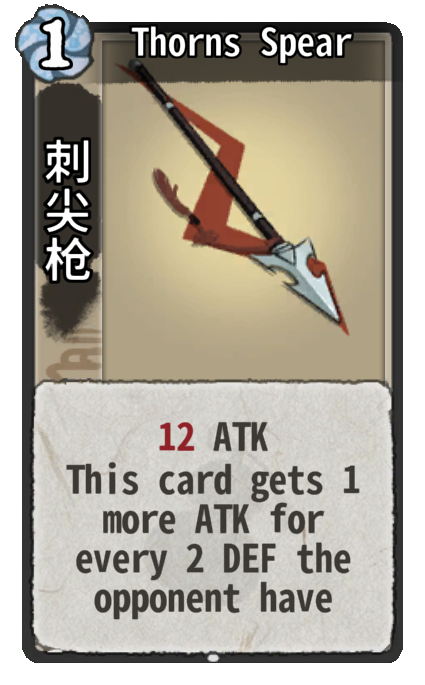 1
Thorns Spear
刺尖枪
12 ATK
This card gets 1
more ATK for
every 2 DEF the
opponent have